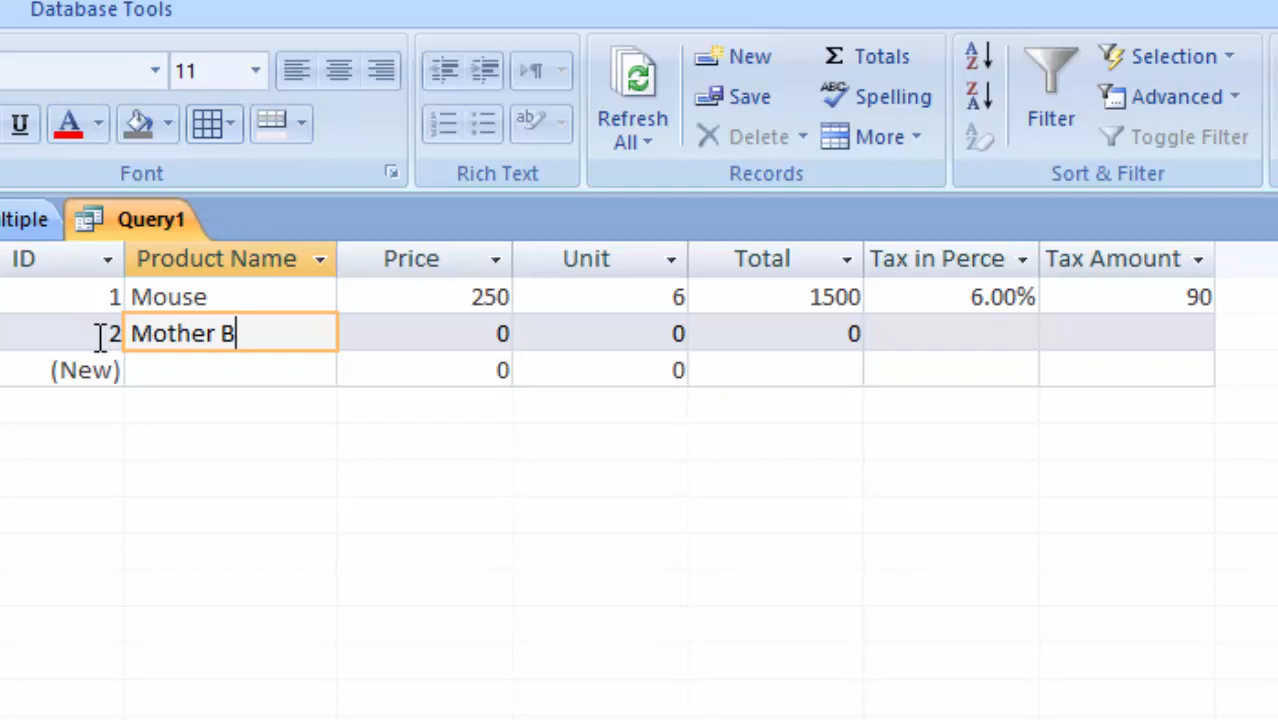 Database Tools
11
New
Totals
Selection
Save
Spelling
Advanced
U
A
Refresh All
Delete
More
Filter
Toggle Filter
Font
Rich Text
Records
Sort & Filter
ltiple
Query1
ID
Product Name
Price
Unit
Total
Tax in Perce
Tax Amount
1 Mouse 250 6 1500 6.00% 90
2 Mother B 0 0 0
(New) 0 0